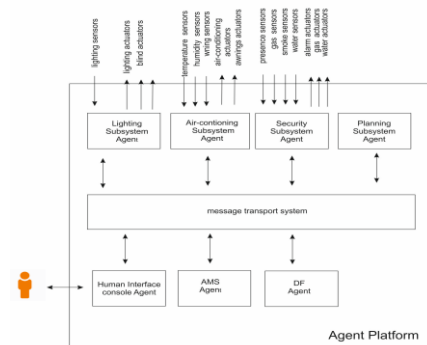 lighting sensors
lighting actuators
blind actuators
temperature sensors
humidity sensors
wring sensors
air-conditioning
actuators
awnings actuators
presence sensors
gas sensors
smoke sensors
water sensors
alarm actuators
gas actuators
water actuators
Lighting
Subsystem
Agent
Air-contioning
Subsystem
Agent
Security
Subsystem
Agent
Planning
Subsystem
Agent
message transport system
Human Interface
console Agent
AMS
Agent
DF
Agent
Agent Platform